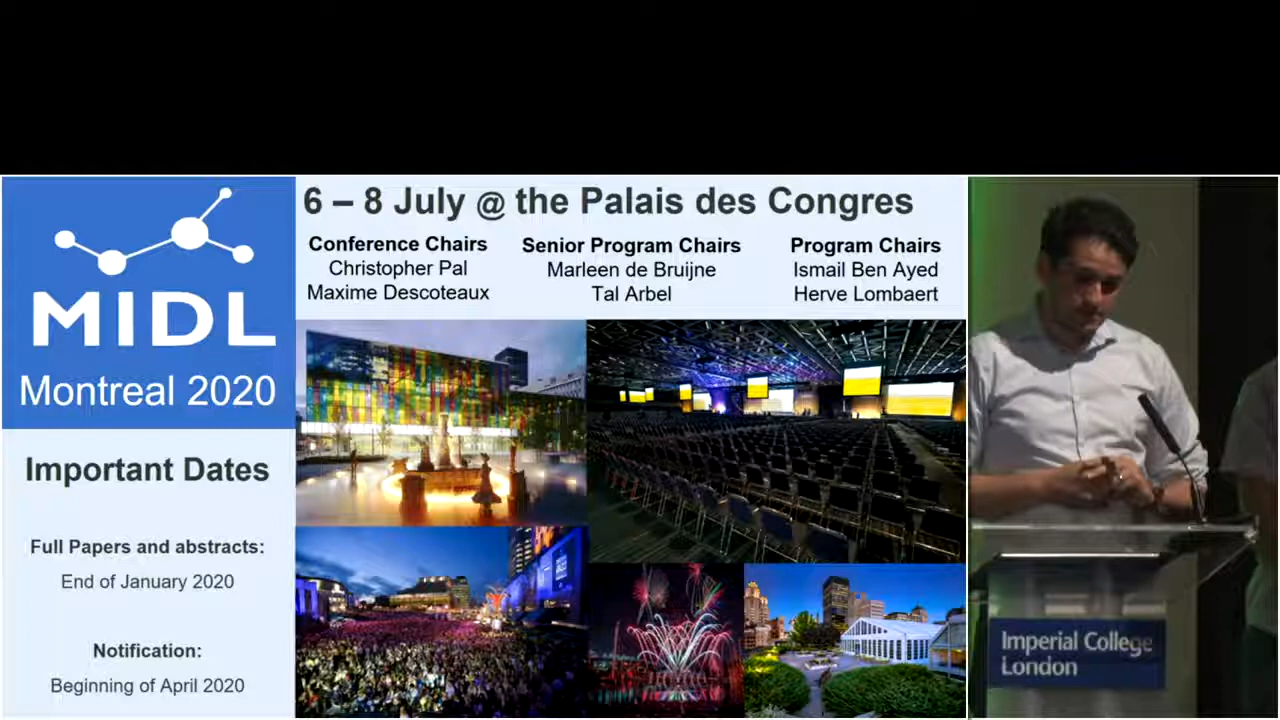 MIDL
Montreal 2020
Important Dates
Full Papers and abstracts:
End of January 2020
Notification:
Beginning of April 2020
6 – 8 July @ the Palais des Congres
Conference Chairs
Christopher Pal
Maxime Descoteaux
Senior Program Chairs
Marleen de Bruijne
Tal Arbel
Program Chairs
Ismail Ben Ayed
Herve Lombaert
Imperial College
London